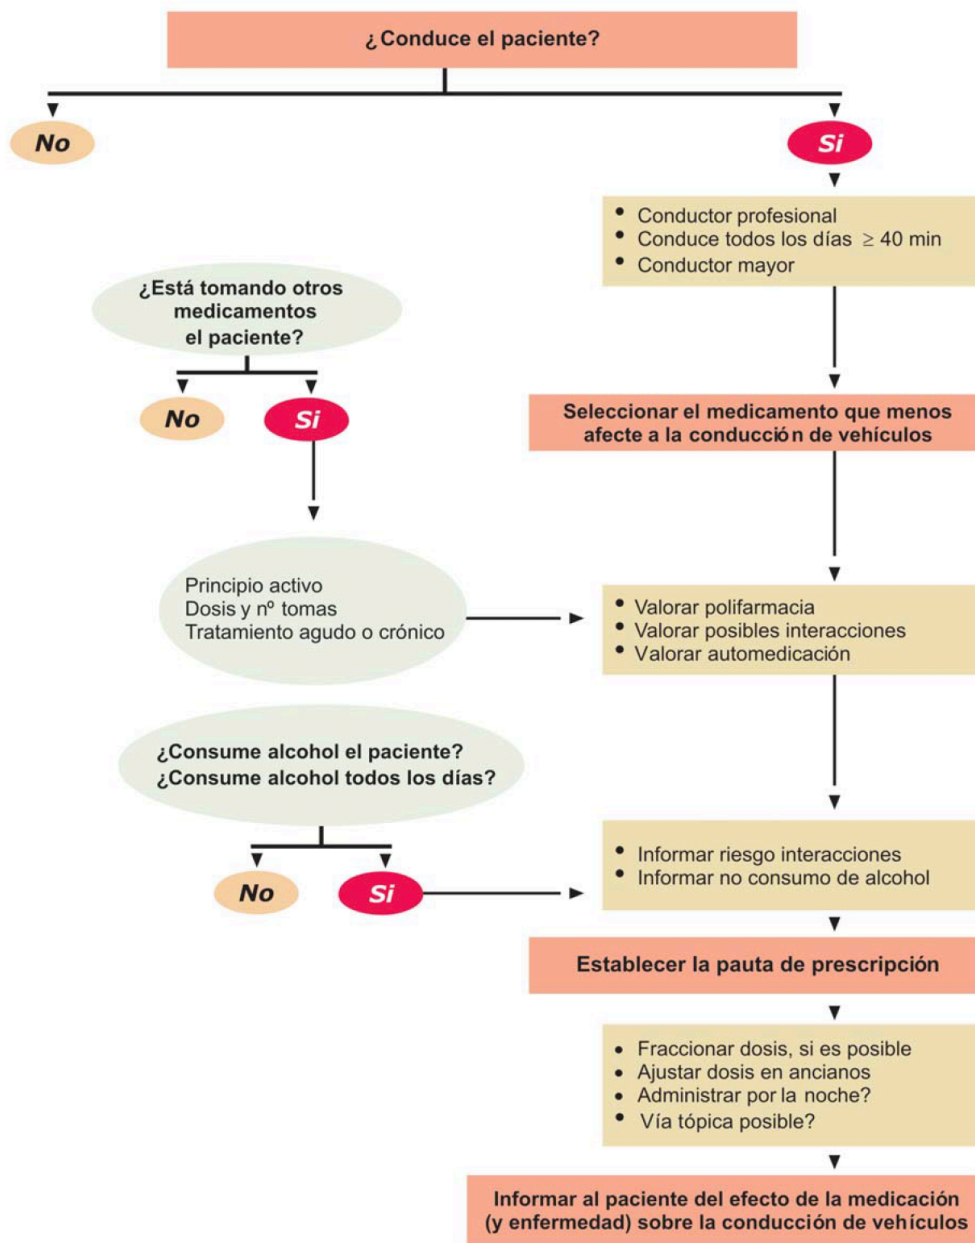 ¿Conduce el paciente?
No
Si
• Conductor profesional
• Conduce todos los días ≥ 40 min
• Conductor mayor
¿Está tomando otros
medicamentos
el paciente?
No
Si
Seleccionar el medicamento que menos
afecte a la conducción de vehículos
Principio activo
Dosis y nº tomas
Tratamiento agudo o crónico
• Valorar polifarmacia
• Valorar posibles interacciones
• Valorar automedicación
¿Consume alcohol el paciente?
¿Consume alcohol todos los días?
No
Si
• Informar riesgo interacciones
• Informar no consumo de alcohol
Establecer la pauta de prescripción
• Fraccionar dosis, si es posible
• Ajustar dosis en ancianos
• Administrar por la noche?
• Vía tópica posible?
Informar al paciente del efecto de la medicación
(y enfermedad) sobre la conducción de vehículos